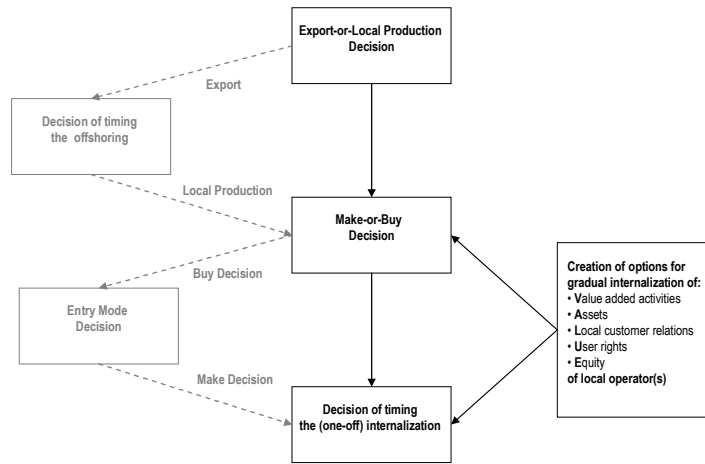 Export-or-Local Production
Decision
Export
Decision of timing
the offshoring
Local Production
Make-or-Buy
Decision
Buy Decision
Entry Mode
Decision
Make Decision
Decision of timing
the (one-off) internalization
Creation of options for
gradual internalization of:
• Value added activities
• Assets
• Local customer relations
• User rights
• Equity
of local operator(s)